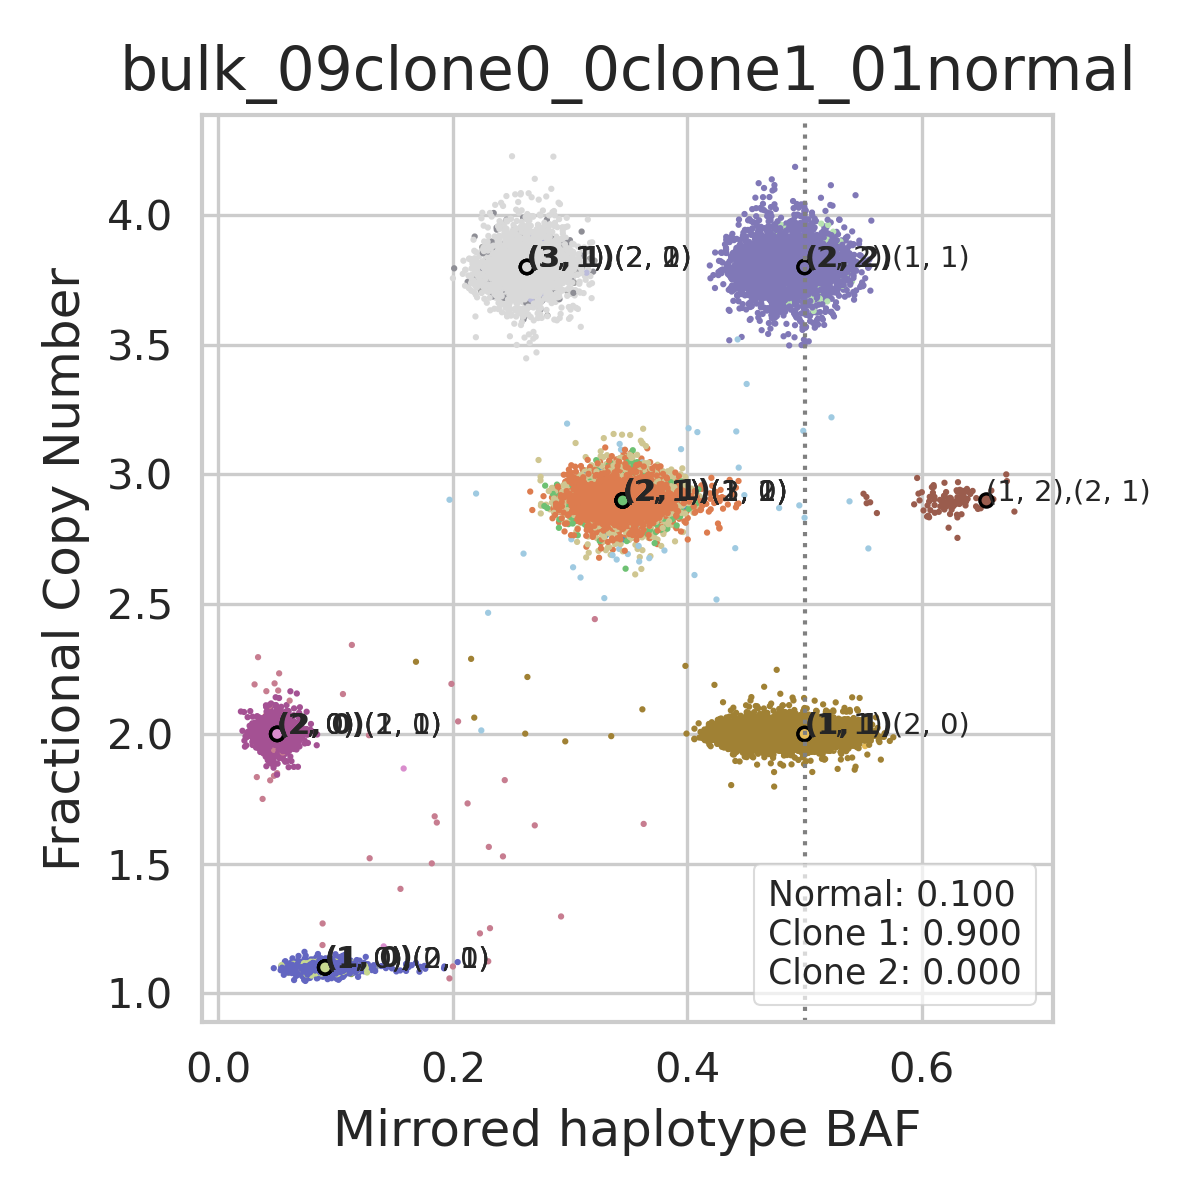 bulk_09clone0_0clone1_01normal
4.0
3.5
3.0
2.5
2.0
1.5
1.0
Fractional Copy Number
(3, 1)
(2, 2)
(1, 1)
(2, 1)
(1, 2),(2, 1)
(2, 0)
(1, 1)
(2, 0)
(1, 0)
Normal: 0.100
Clone 1: 0.900
Clone 2: 0.000
0.0 0.2 0.4 0.6
Mirrored haplotype BAF